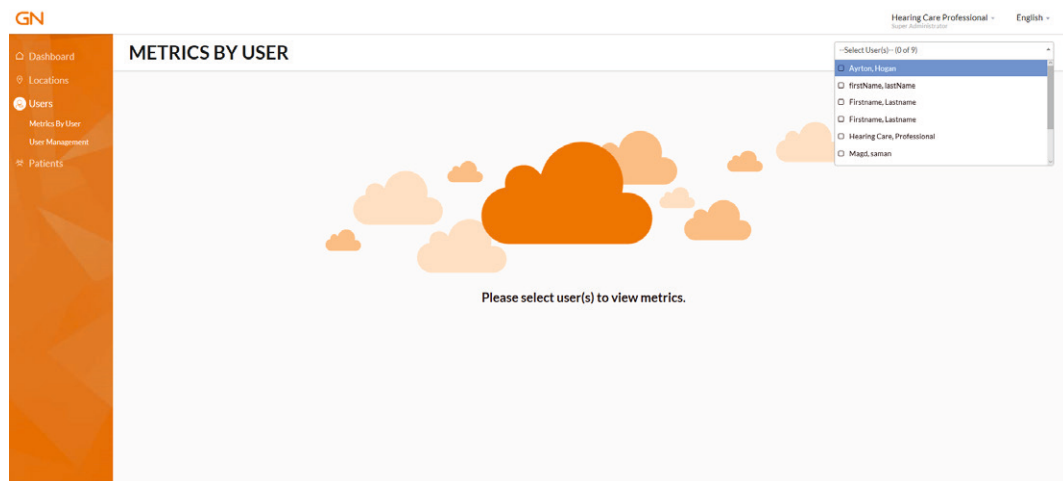 GN
Hearing Care Professional
English
Super Administrator
METRICS BY USER
--Select User(s)-- (0 of 9)
Dashboard
Locations
Users
Metrics By User
User Management
Patients
Ayrton, Hogan
firstName, lastName
Firstname, Lastname
Firstname, Lastname
Hearing Care, Professional
Magd, saman
Please select user(s) to view metrics.